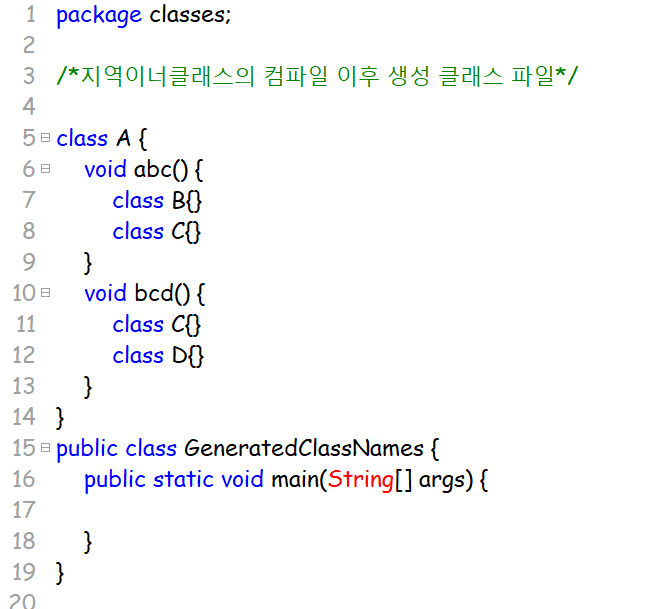 1 package classes;
2
3 /*지역이너클래스의 컴파일 이후 생성 클래스 파일*/
4
5 class A {
6 void abc() {
7 class B{}
8 class C{}
9 }
10 void bcd() {
11 class C{}
12 class D{}
13 }
14 }
15 public class GeneratedClassNames {
16 public static void main(String[] args) {
17
18 }
19 }
20